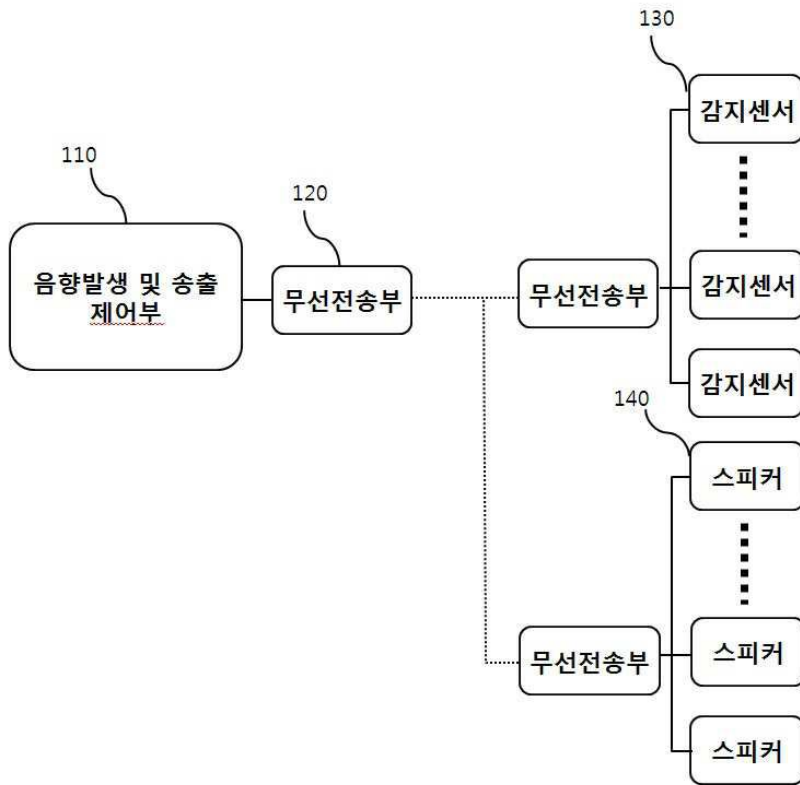 130
감지센서
110
120
음향발생 및 송출
제어부
무선전송부
무선전송부
감지센서
감지센서
140
스피커
무선전송부
스피커
스피커